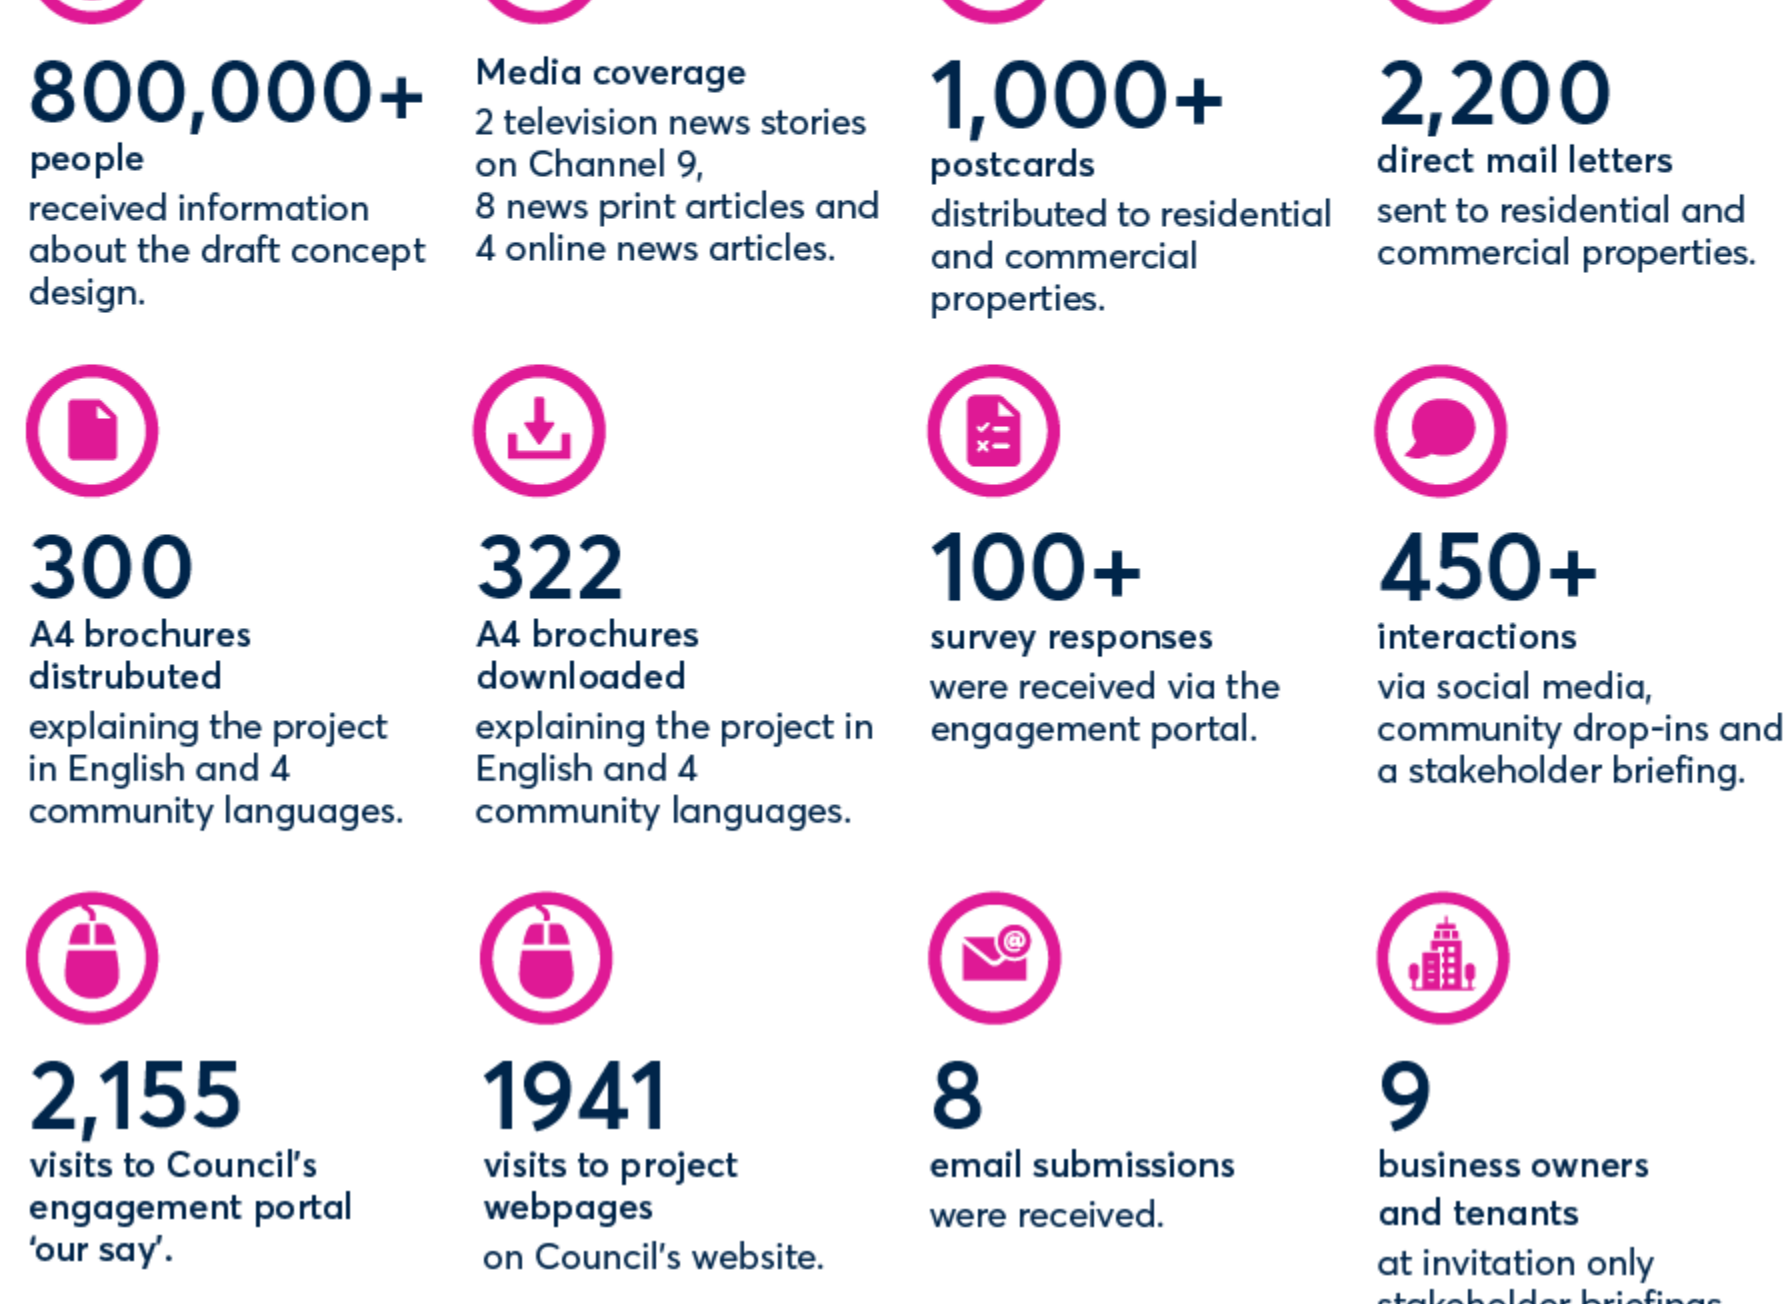 800,000+
people
received information
about the draft concept
design.
Media coverage
2 television news stories
on Channel 9,
8 news print articles and
4 online news articles.
1,000+
postcards
distributed to residential
and commercial
properties.
2,200
direct mail letters
sent to residential and
commercial properties.
300
A4 brochures
distrubuted
explaining the project
in English and 4
community languages.
322
A4 brochures
downloaded
explaining the project in
English and 4
community languages.
100+
survey responses
were received via the
engagement portal.
450+
interactions
via social media,
community drop-ins and
a stakeholder briefing.
2,155
visits to Council's
engagement portal
‘our say’.
1941
visits to project
webpages
on Council's website.
@
8
email submissions
were received.
9
business owners
and tenants
at invitation only
stakeholder briefings